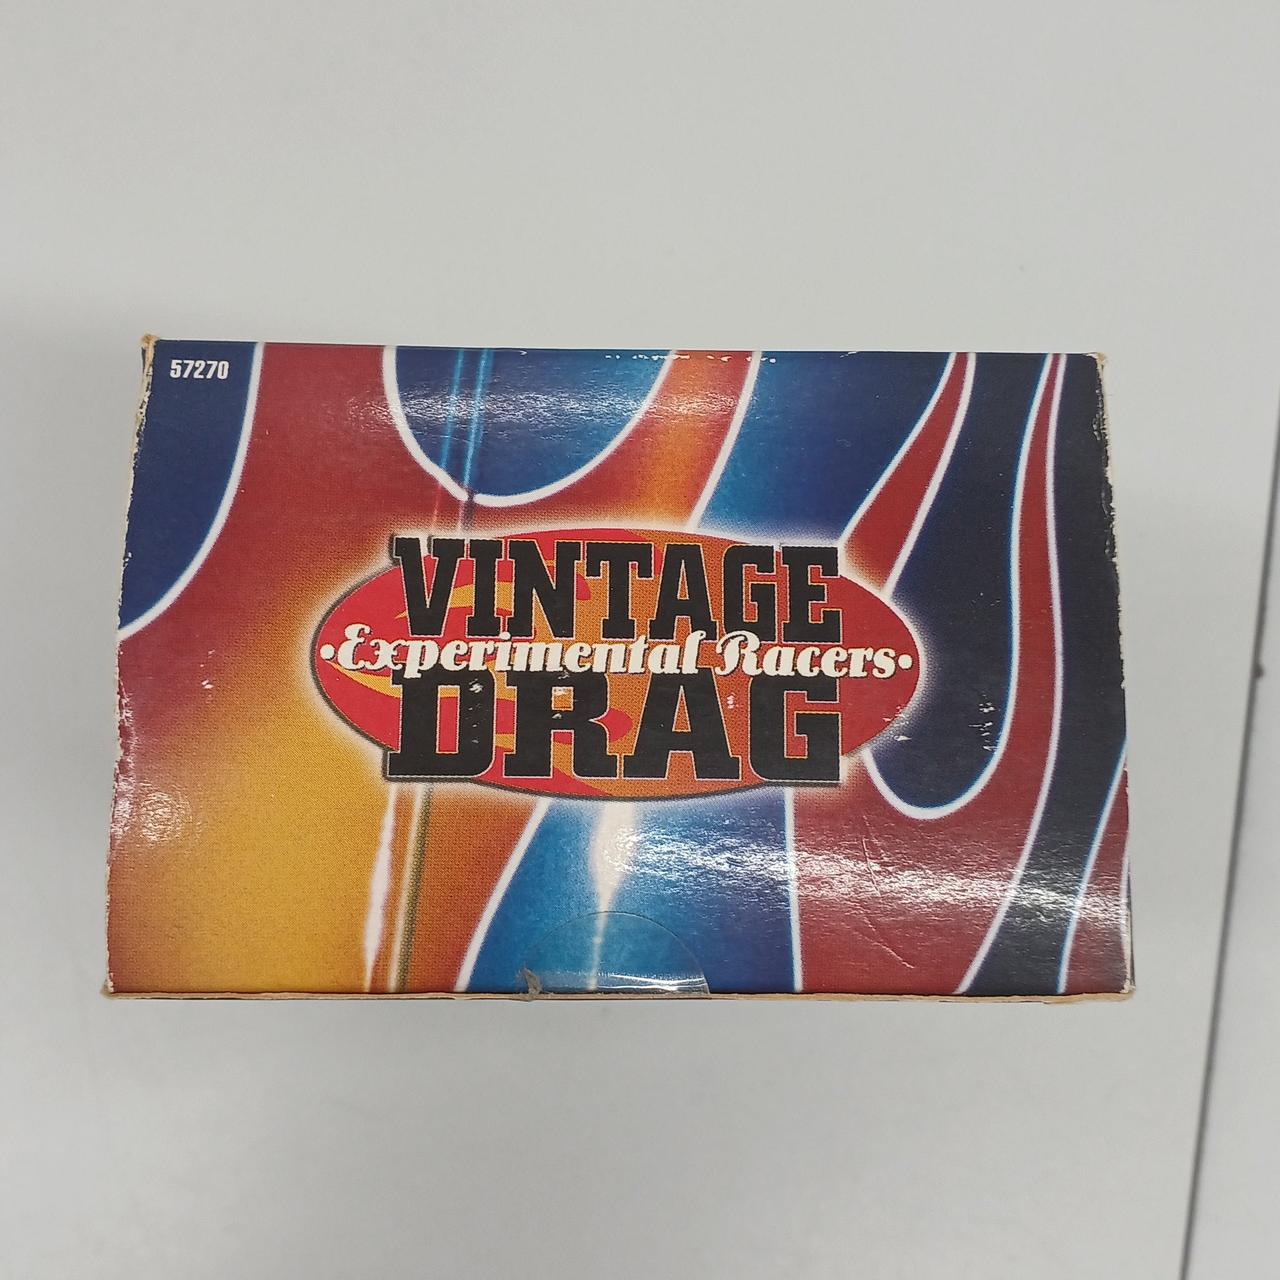 57270
VINTAGE
•Experimental Racers•
DRAG